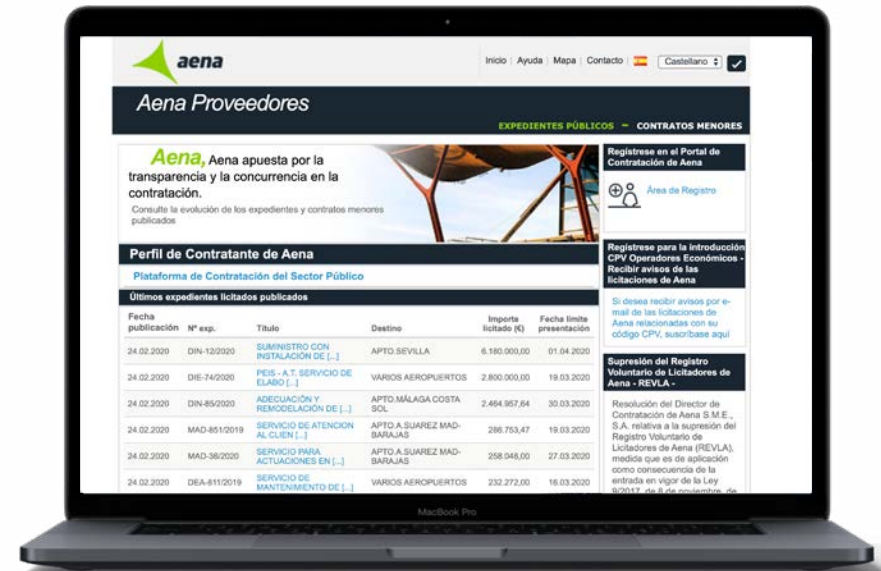 aena
Inicio | Ayuda | Mapa | Contacto | Castellano
Aena Proveedores
EXPEDIENTES PÚBLICOS – CONTRATOS MENORES
Aena, Aena apuesta por la
transparencia y la concurrencia en la
contratación.
Consulte la evolución de los expedientes y contratos menores
publicados
Perfil de Contratante de Aena
Plataforma de Contratación del Sector Público
Últimos expedientes licitados publicados
Fecha publicación Nº exp. Título Destino Importe licitado (€) Fecha límite presentación
24.02.2020 DIN-12/2020 SUMINISTRO CON INSTALACIÓN DE [...] APTO.SEVILLA 6.180.000,00 01.04.2020
24.02.2020 DIE-74/2020 PEIS - A.T. SERVICIO DE ELABO [...] VARIOS AEROPUERTOS 2.800.000,00 19.03.2020
24.02.2020 DIN-85/2020 ADECUACIÓN Y REMODELACIÓN DE [...] APTO.MÁLAGA COSTA SOL 2.464.957,64 30.03.2020
24.02.2020 MAD-851/2019 SERVICIO DE ATENCION AL CLIEN [...] APTO.A.SUAREZ MAD-BARAJAS 286.753,47 19.03.2020
24.02.2020 MAD-36/2020 SERVICIO PARA ACTUACIONES EN [...] APTO.A.SUAREZ MAD-BARAJAS 258.048,00 27.03.2020
24.02.2020 DEA-811/2019 SERVICIO DE MANTENIMIENTO DE [...] VARIOS AEROPUERTOS 232.272,00 16.03.2020
Regístrese en el Portal de
Contratación de Aena
Área de Registro
Regístrese para la introducción
CPV Operadores Económicos -
Recibir avisos de las
licitaciones de Aena
Si desea recibir avisos por e-
mail de las licitaciones de
Aena relacionadas con su
código CPV, suscríbase aquí
Supresión del Registro
Voluntario de Licitadores de
Aena - REVLA -
Resolución del Director de
Contratación de Aena S.M.E.,
S.A. relativa a la supresión del
Registro Voluntario de
Licitadores de Aena (REVLA),
medida que es de aplicación
como consecuencia de la
entrada en vigor de la Ley
9/2017, de 8 de noviembre, de
MacBook Pro